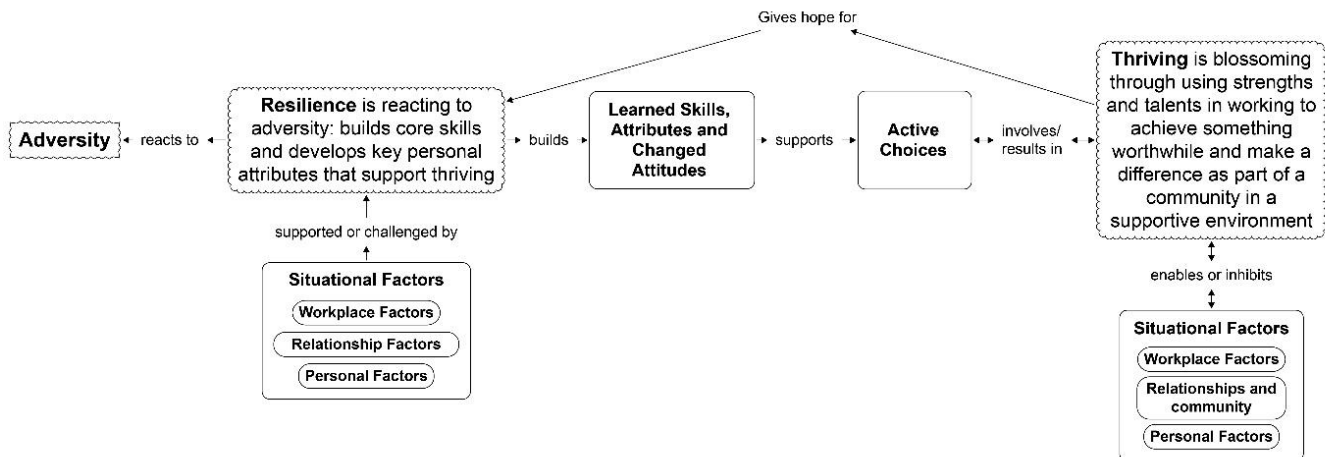 Gives hope for
Adversity
reacts to
Resilience is reacting to
adversity: builds core skills
and develops key personal
attributes that support thriving
builds
Learned Skills,
Attributes and
Changed
Attitudes
supports
Active
Choices
involves/
results in
Thriving is blossoming
through using strengths
and talents in working to
achieve something
worthwhile and make a
difference as part of a
community in a
supportive environment
supported or challenged by
Situational Factors
Workplace Factors
Relationship Factors
Personal Factors
enables or inhibits
Situational Factors
Workplace Factors
Relationships and
community
Personal Factors